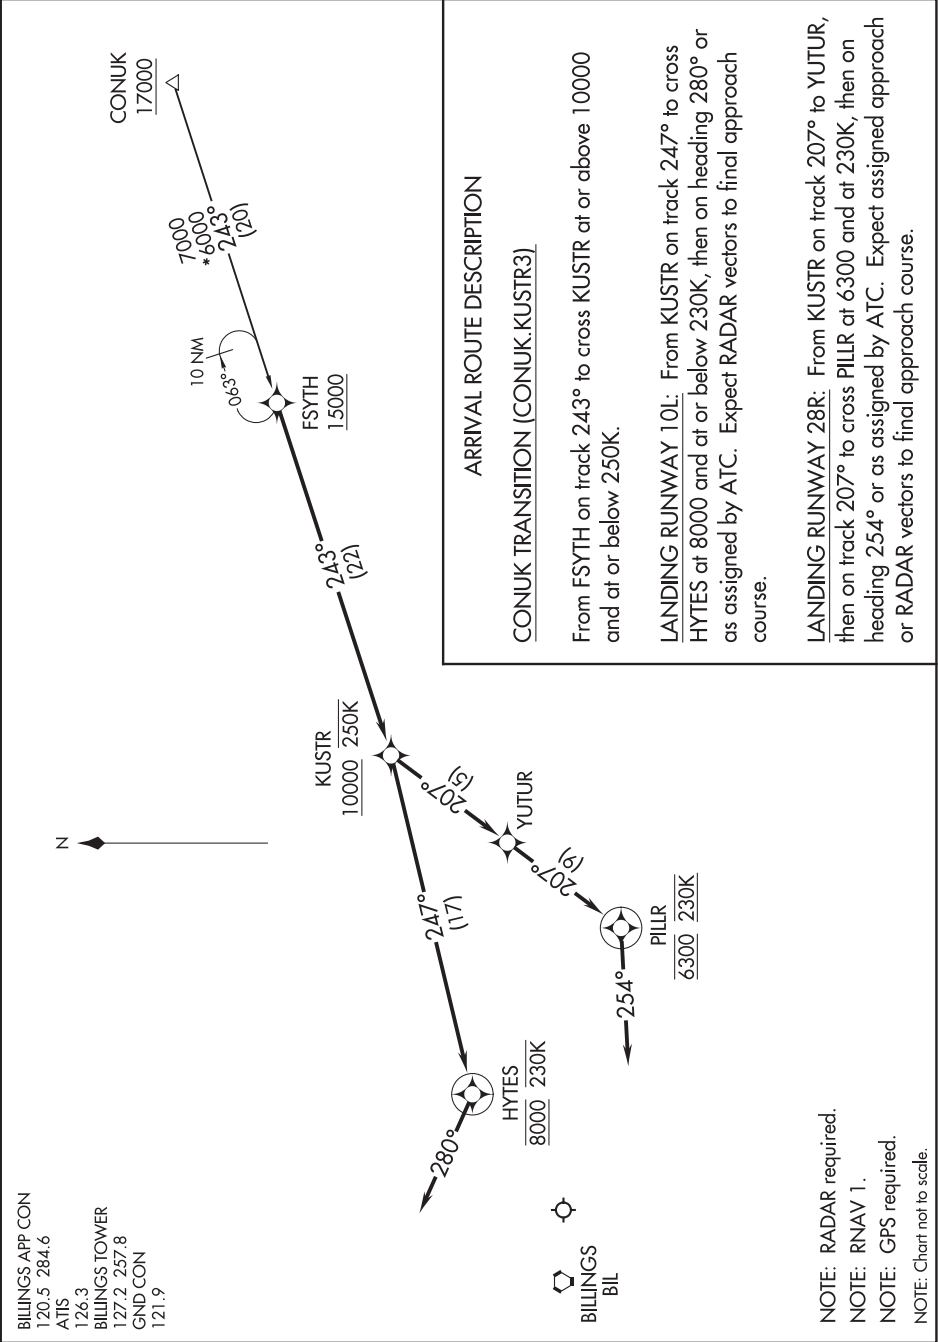 BILLINGS APP CON
120.5 284.6
ATIS
126.3
BILLINGS TOWER
127.2 257.8
GND CON
121.9
N
CONUK
17000
7000
*6000
243°
(20)
10 NM
063°
FSYTH
15000
243°
(22)
KUSTR
10000 250K
247°
(17)
207°
(5)
YUTUR
207°
(9)
PILLR
6300 230K
254°
HYTES
8000 230K
280°
BILLINGS
BIL
ARRIVAL ROUTE DESCRIPTION
CONUK TRANSITION (CONUK.KUSTR3)
From FSYTH on track 243° to cross KUSTR at or above 10000
and at or below 250K.
LANDING RUNWAY 10L: From KUSTR on track 247° to cross
HYTES at 8000 and at or below 230K, then on heading 280° or
as assigned by ATC. Expect RADAR vectors to final approach
course.
LANDING RUNWAY 28R: From KUSTR on track 207° to YUTUR,
then on track 207° to cross PILLR at 6300 and at 230K, then on
heading 254° or as assigned by ATC. Expect assigned approach
or RADAR vectors to final approach course.
NOTE: RADAR required.
NOTE: RNAV 1.
NOTE: GPS required.
NOTE: Chart not to scale.